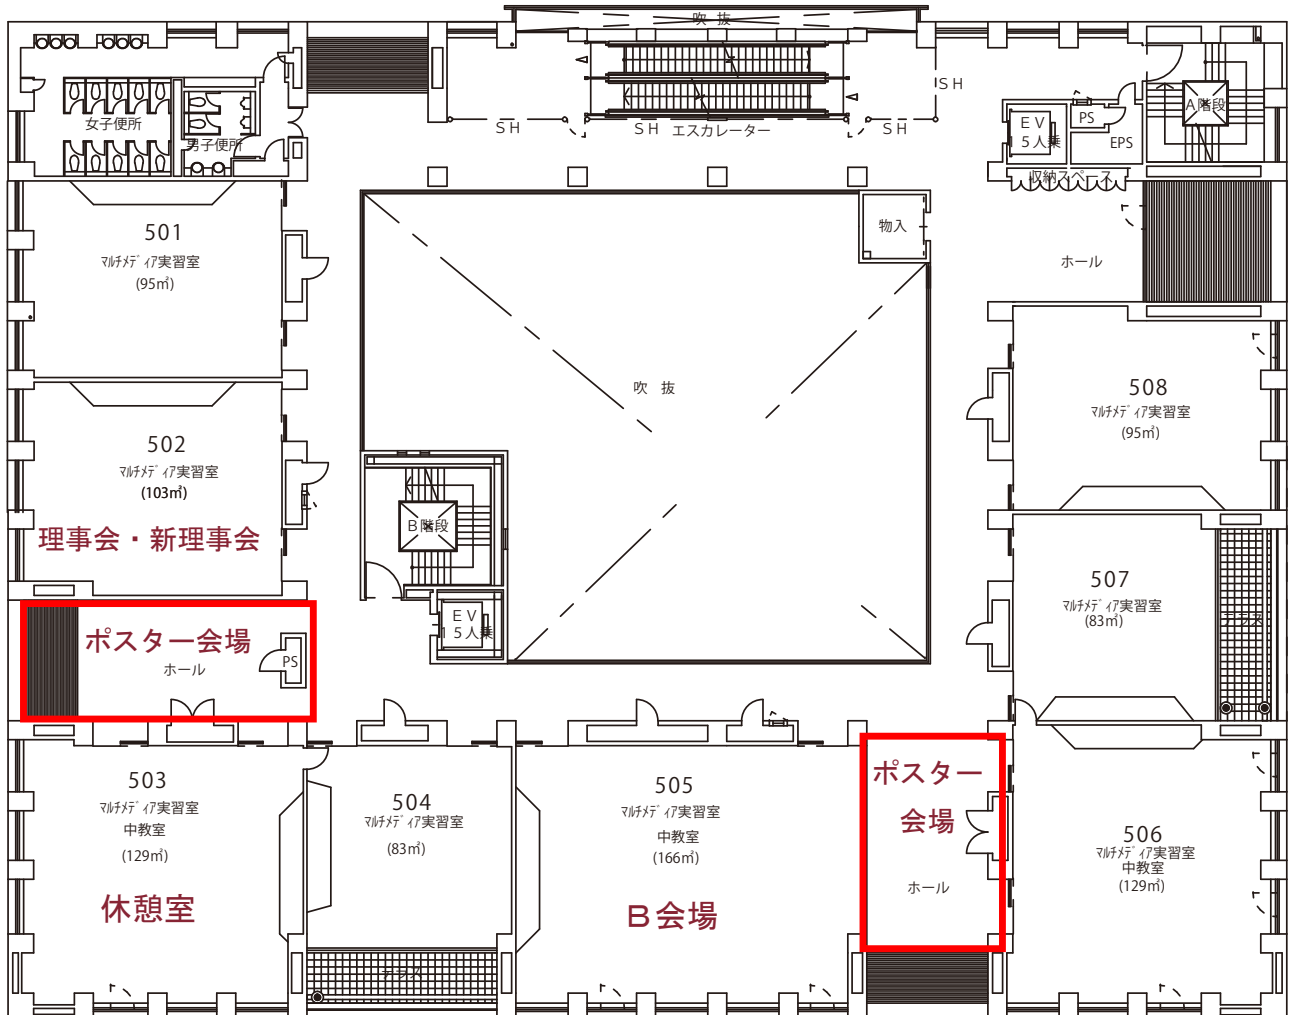 吹 抜
SH
SH
SH
SH
エスカレーター
女子便所
男子便所
A階段
EV
15人乗
PS
EPS
収納スペース
501
マルチメディア実習室
(95㎡)
物入
ホール
吹 抜
508
マルチメディア実習室
(95㎡)
502
マルチメディア実習室
(103㎡)
理事会・新理事会
B階段
EV
15人乗
507
マルチメディア実習室
(83㎡)
テラス
ポスター会場
ホール
PS
503
マルチメディア実習室
中教室
(129㎡)
休憩室
504
マルチメディア実習室
(83㎡)
テラス
505
マルチメディア実習室
中教室
(166㎡)
B会場
ポスター
会場
ホール
506
マルチメディア実習室
中教室
(129㎡)